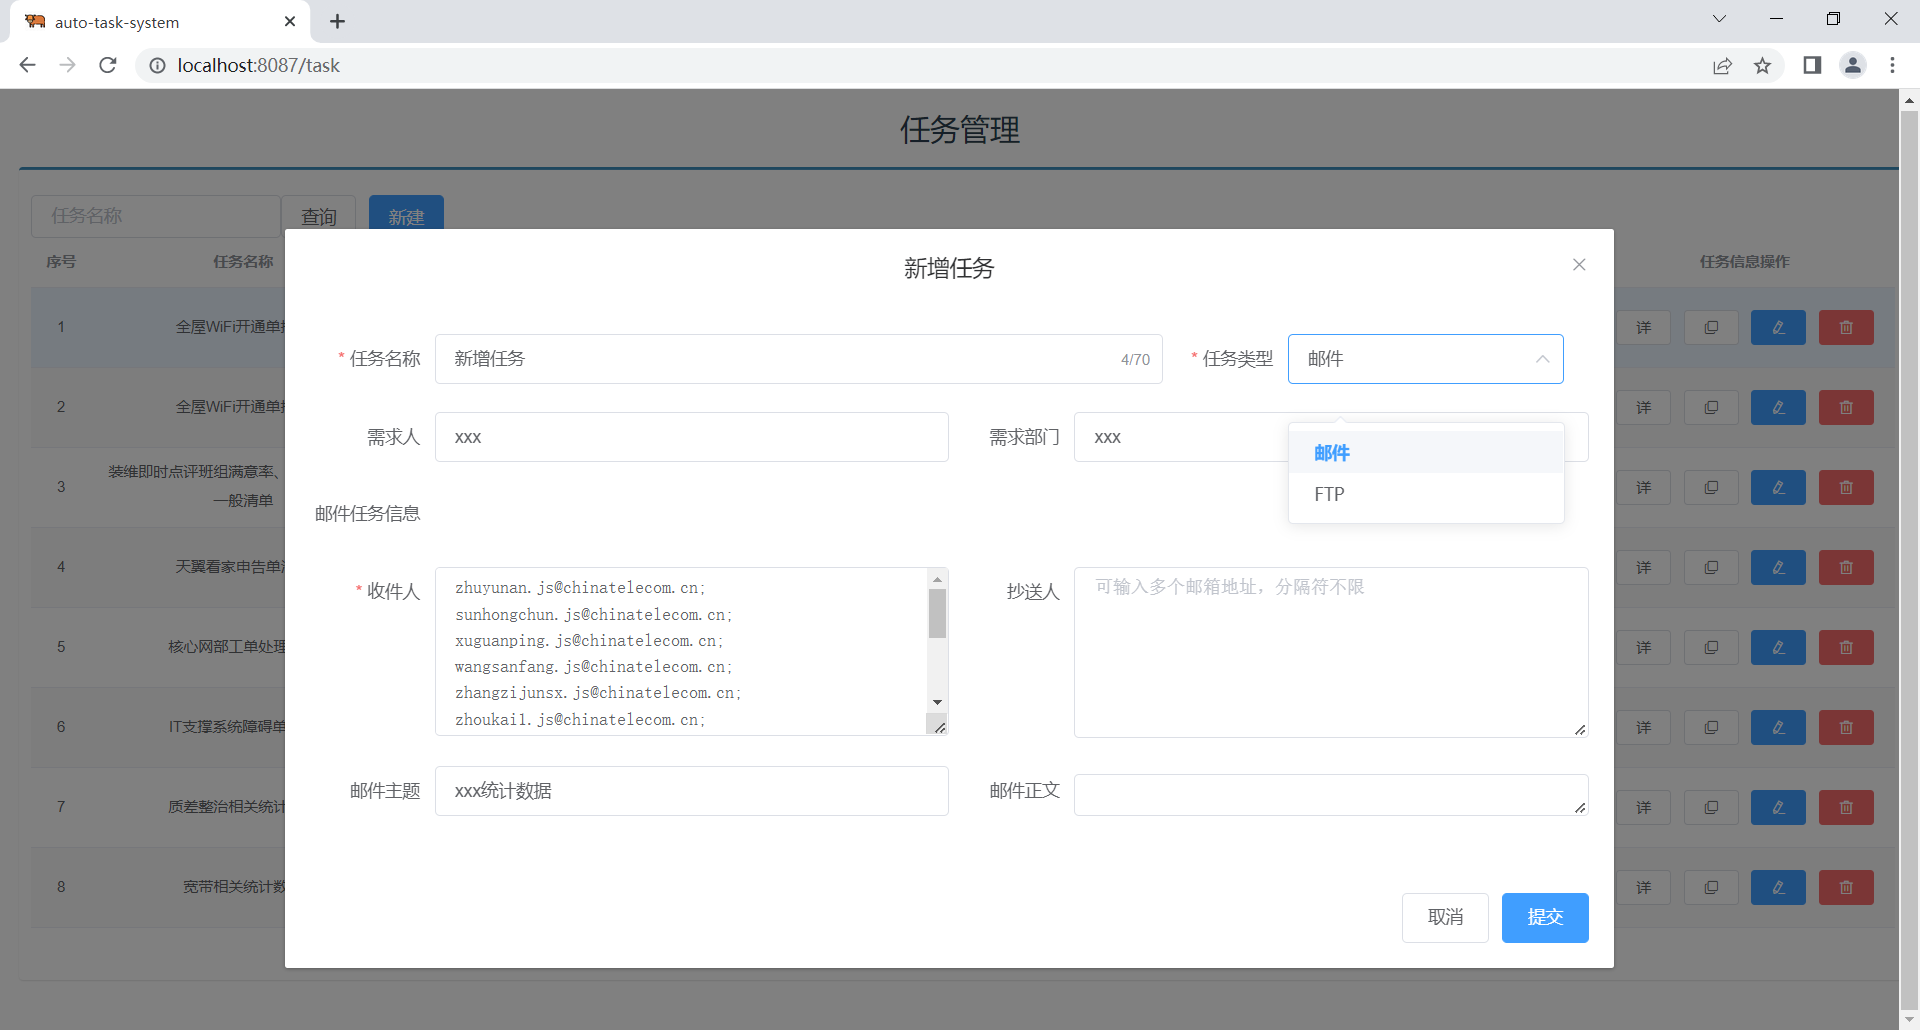 auto-task-system
localhost:8087/task
任务管理
任务名称
查询
新建
序号
任务名称
任务信息操作
新增任务
* 任务名称
新增任务
4/70
* 任务类型
邮件
需求人
xxx
需求部门
xxx
邮件
FTP
邮件任务信息
* 收件人
zhuyunan.js@chinatelecom.cn;
sunhongchun.js@chinatelecom.cn;
xuguanping.js@chinatelecom.cn;
wangsanfang.js@chinatelecom.cn;
zhangzijunsx.js@chinatelecom.cn;
zhoukai1.js@chinatelecom.cn;
抄送人
可输入多个邮箱地址，分隔符不限
邮件主题
xxx统计数据
邮件正文
取消
提交
1
全屋WiFi开通单
详
2
全屋WiFi开通单
详
3
装维即时点评班组满意率、
一般清单
详
4
天翼看家申告单
详
5
核心网部工单处理
详
6
IT支撑系统障碍单
详
7
质差整治相关统计
详
8
宽带相关统计数
详